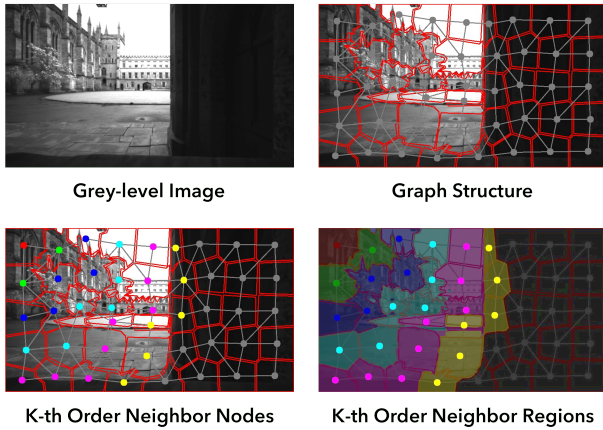 Grey-level Image
Graph Structure
K-th Order Neighbor Nodes
K-th Order Neighbor Regions